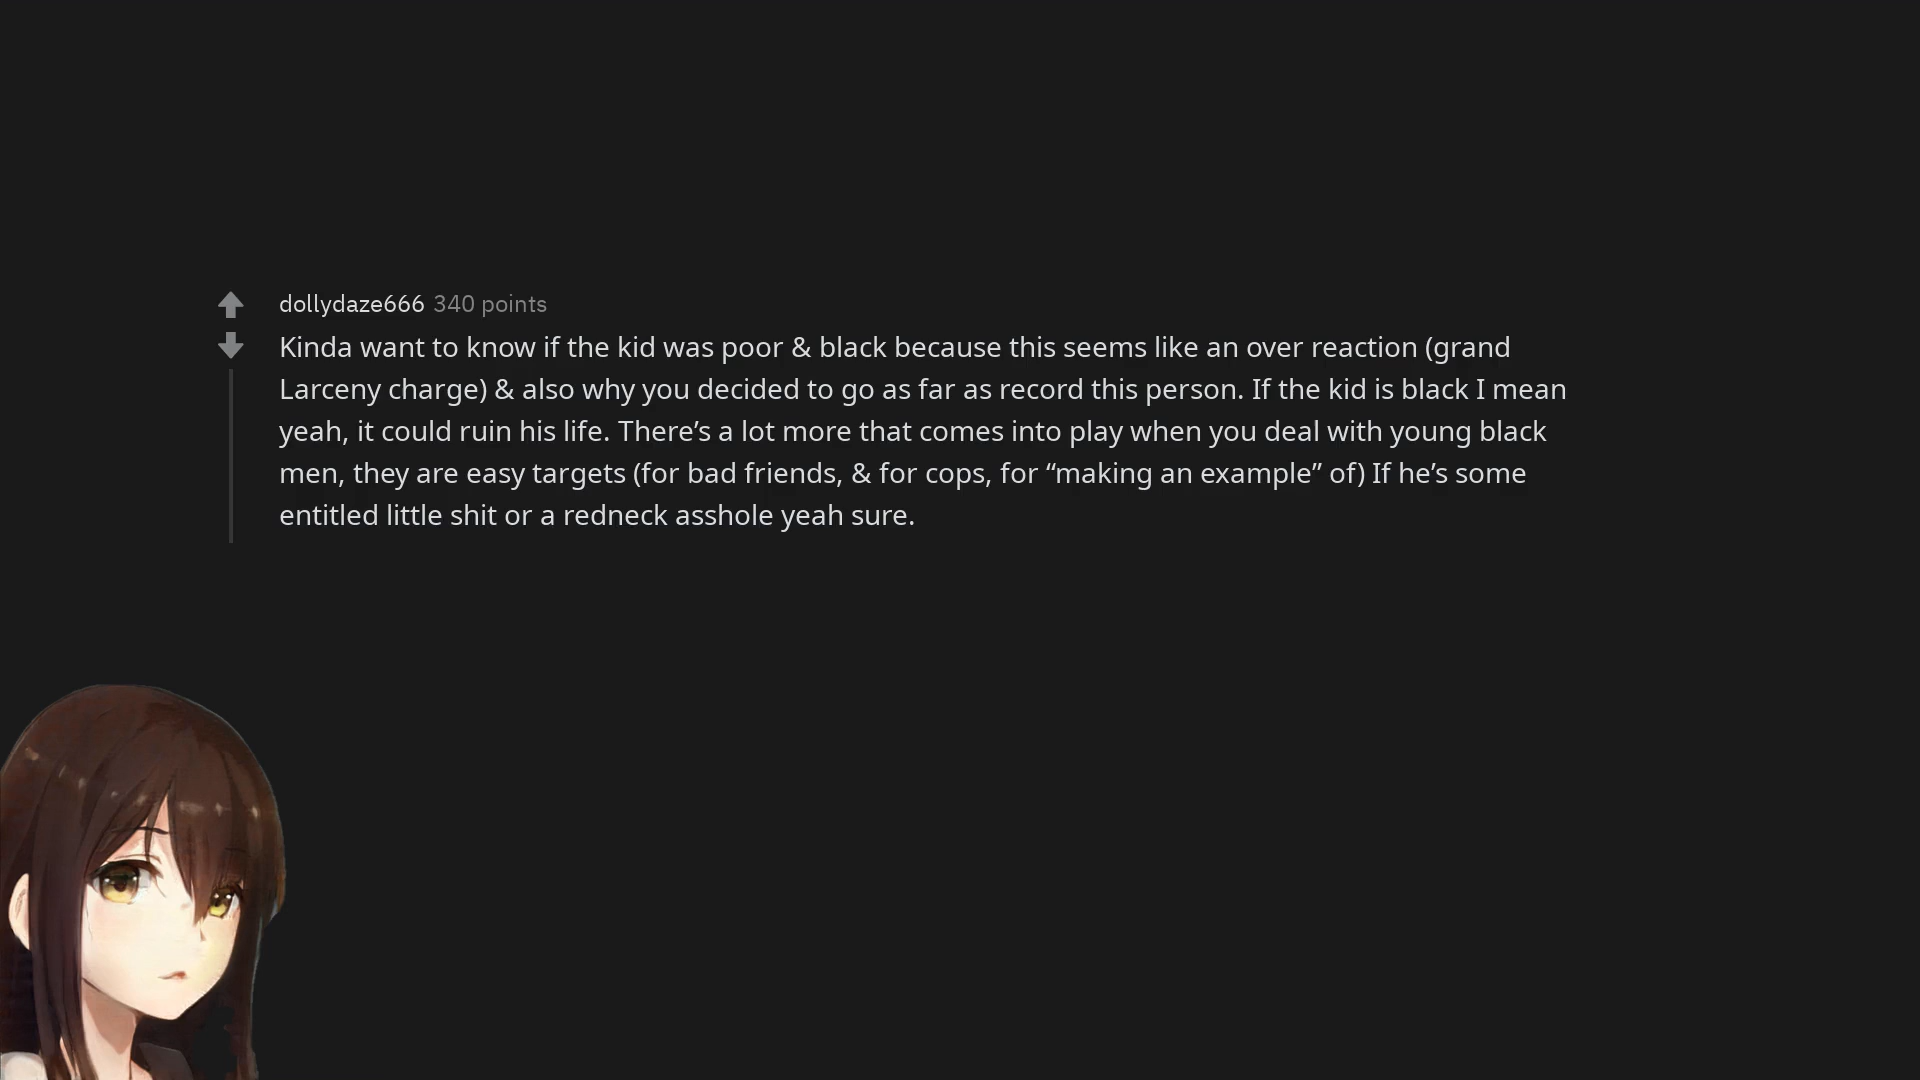 dollydaze666 340 points
Kinda want to know if the kid was poor & black because this seems like an over reaction (grand
Larceny charge) & also why you decided to go as far as record this person. If the kid is black I mean
yeah, it could ruin his life. There’s a lot more that comes into play when you deal with young black
men, they are easy targets (for bad friends, & for cops, for “making an example” of) If he’s some
entitled little shit or a redneck asshole yeah sure.